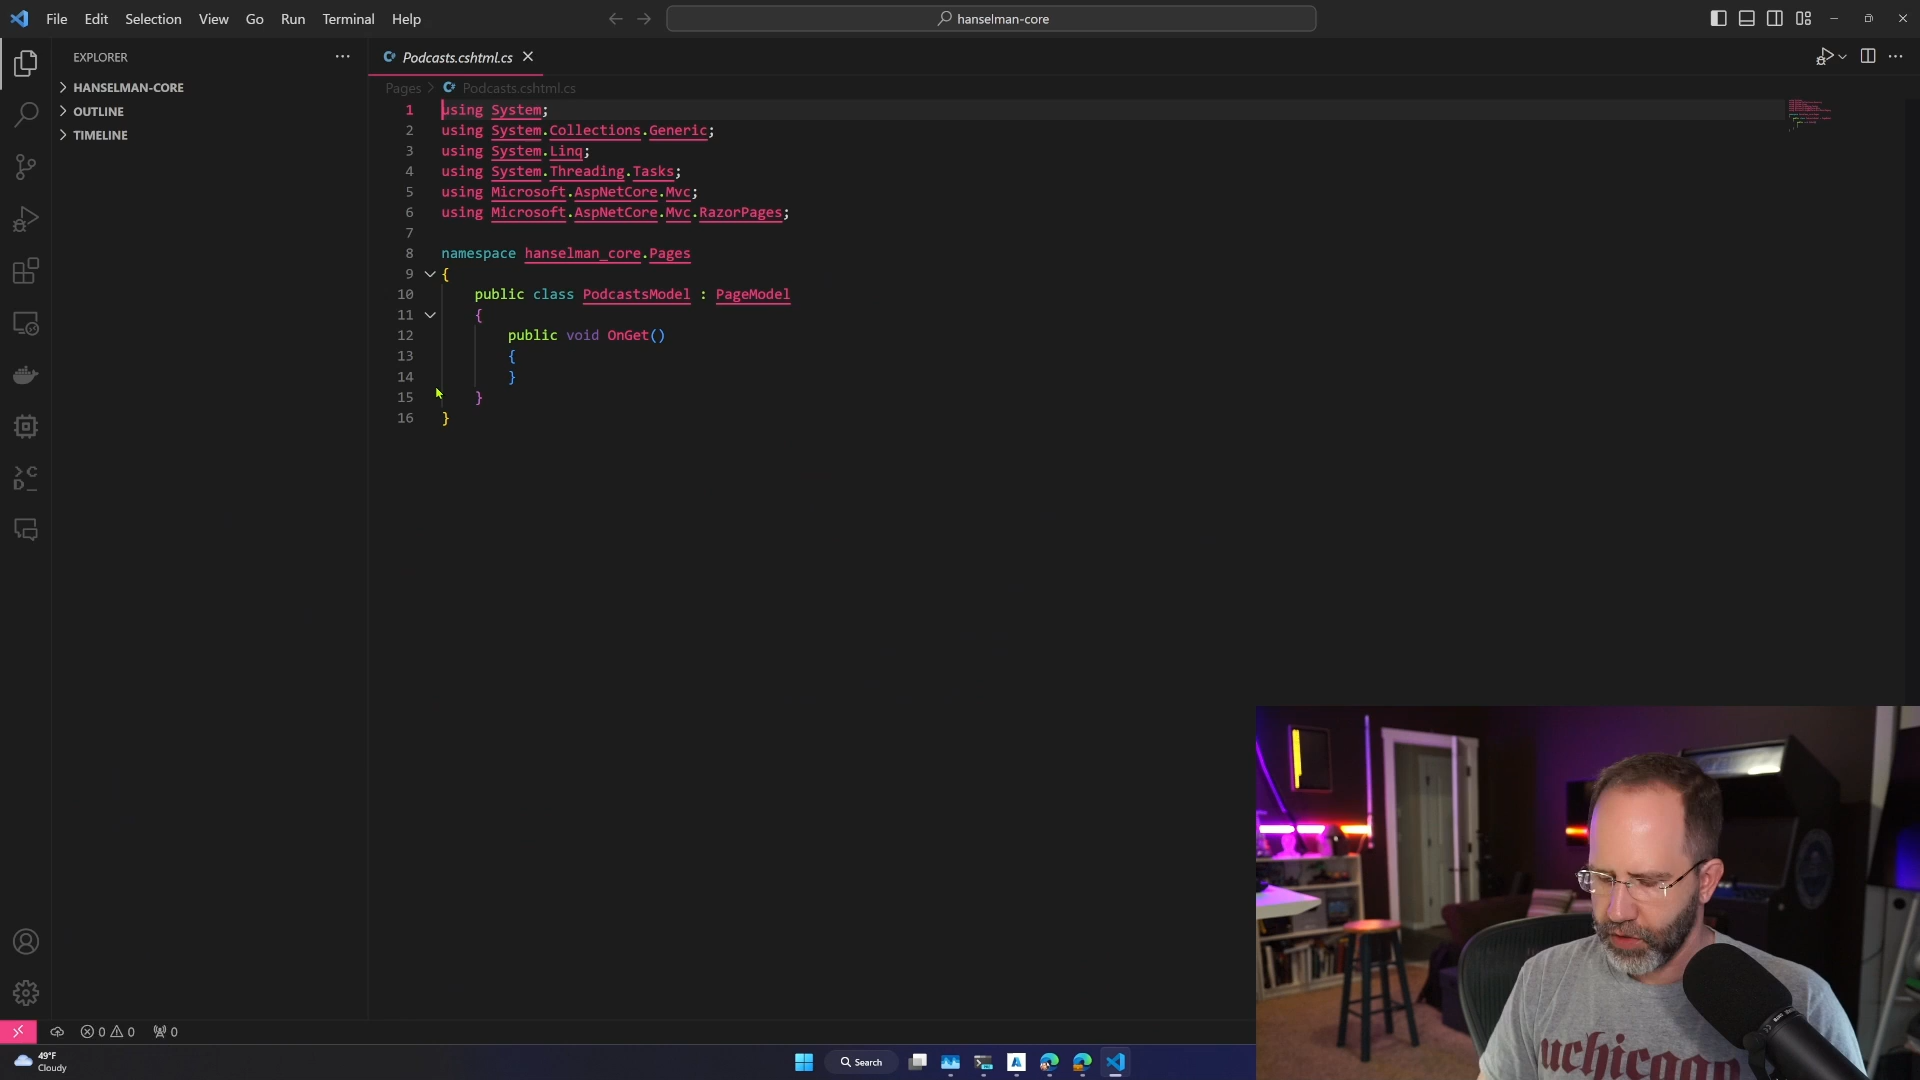 File Edit Selection View Go Run Terminal Help
hanselman-core
EXPLORER
HANSELMAN-CORE
OUTLINE
TIMELINE
Podcasts.cshtml.cs
Pages > Podcasts.cshtml.cs
1 using System;
2 using System.Collections.Generic;
3 using System.Linq;
4 using System.Threading.Tasks;
5 using Microsoft.AspNetCore.Mvc;
6 using Microsoft.AspNetCore.Mvc.RazorPages;
7
8 namespace hanselman_core.Pages
9 {
10 public class PodcastsModel : PageModel
11 {
12 public void OnGet()
13 {
14 }
15 }
16 }
0 0 0
49°F
Cloudy
Search
uchicago